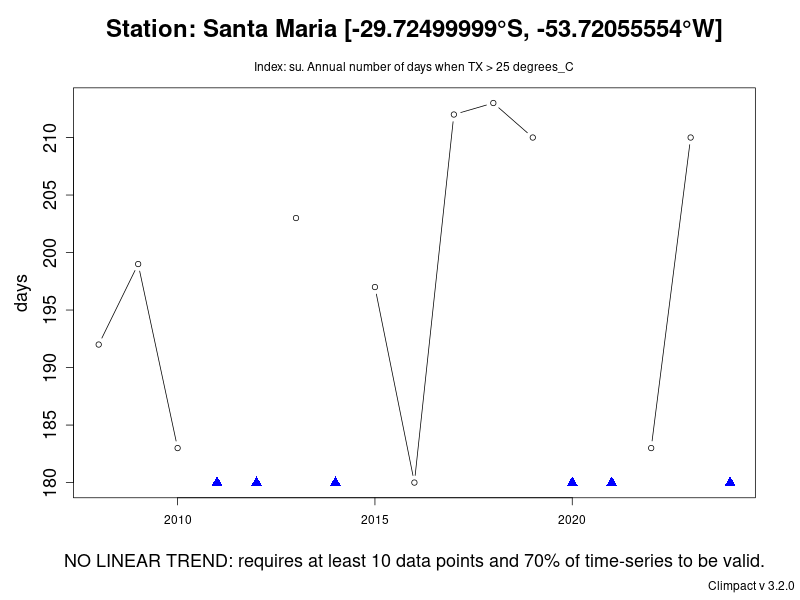 Station: Santa Maria [-29.72499999°S, -53.72055554°W]
Index: su. Annual number of days when TX > 25 degrees_C
210
205
200
195
190
185
180
days
2010 2015 2020
NO LINEAR TREND: requires at least 10 data points and 70% of time-series to be valid.
Climpact v 3.2.0